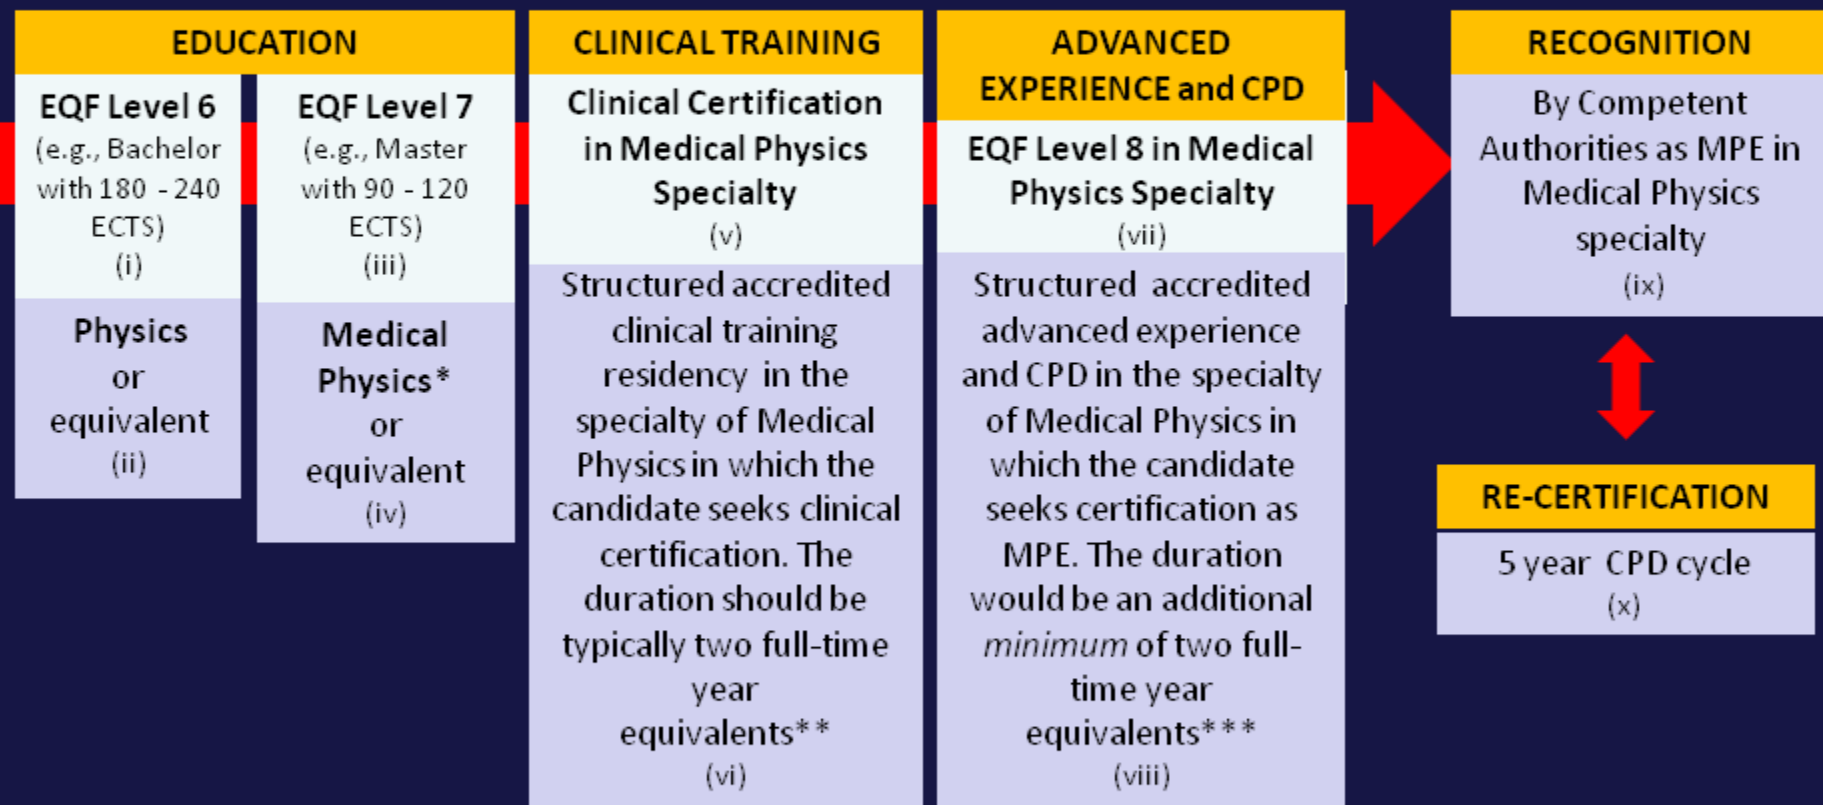 EDUCATION
EQF Level 6
(e.g., Bachelor
with 180 - 240
ECTS)
(i)
Physics
or
equivalent
(ii)
EQF Level 7
(e.g., Master
with 90 - 120
ECTS)
(iii)
Medical
Physics*
or
equivalent
(iv)
CLINICAL TRAINING
Clinical Certification
in Medical Physics
Specialty
(v)
Structured accredited
clinical training
residency in the
specialty of Medical
Physics in which the
candidate seeks clinical
certification. The
duration should be
typically two full-time
year
equivalents**
(vi)
ADVANCED
EXPERIENCE and CPD
EQF Level 8 in Medical
Physics Specialty
(vii)
Structured accredited
advanced experience
and CPD in the specialty
of Medical Physics in
which the candidate
seeks certification as
MPE. The duration
would be an additional
minimum of two full-
time year
equivalents***
(viii)
RECOGNITION
By Competent
Authorities as MPE in
Medical Physics
specialty
(ix)
RE-CERTIFICATION
5 year CPD cycle
(x)